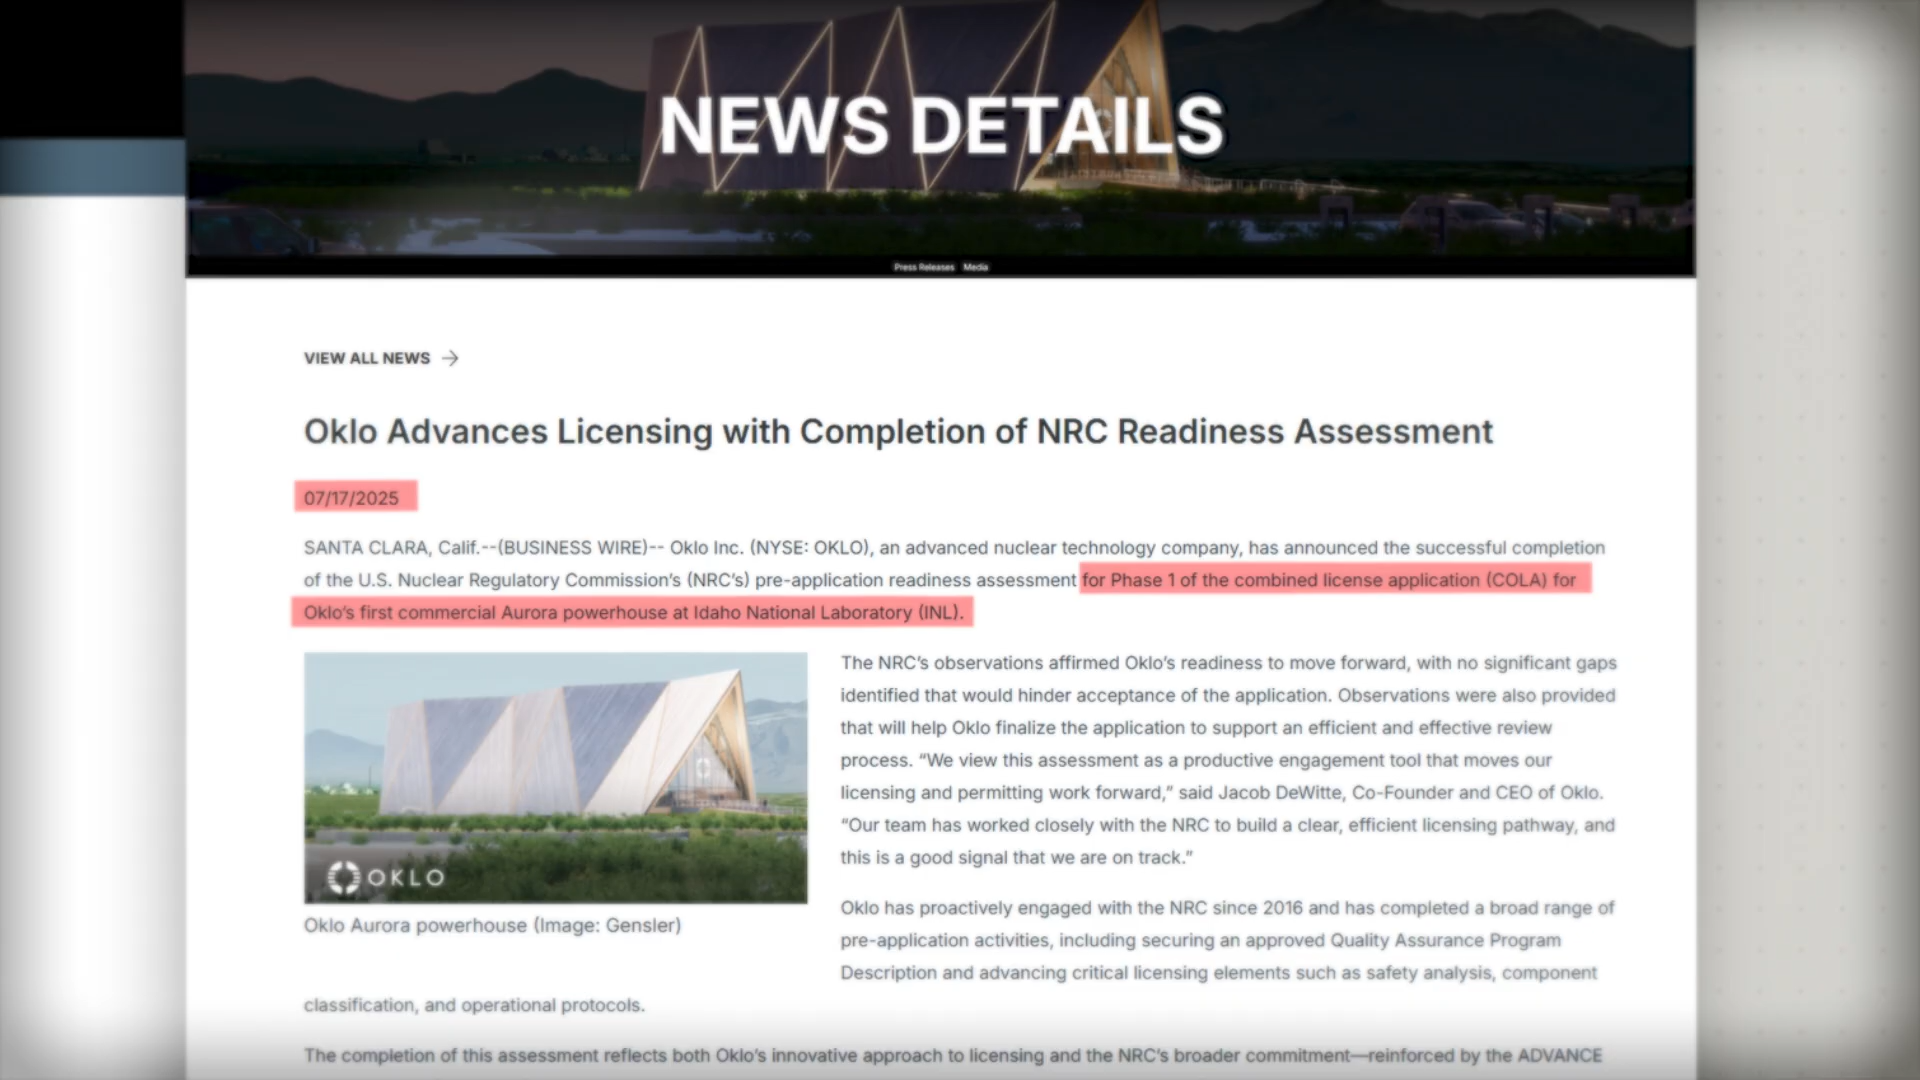 NEWS DETAILS
Press Releases Media
VIEW ALL NEWS
Oklo Advances Licensing with Completion of NRC Readiness Assessment
07/17/2025
SANTA CLARA, Calif.--(BUSINESS WIRE)-- Oklo Inc. (NYSE: OKLO), an advanced nuclear technology company, has announced the successful completion
of the U.S. Nuclear Regulatory Commission’s (NRC’s) pre-application readiness assessment for Phase 1 of the combined license application (COLA) for
Oklo’s first commercial Aurora powerhouse at Idaho National Laboratory (INL).
OKLO
Oklo Aurora powerhouse (Image: Gensler)
The NRC’s observations affirmed Oklo’s readiness to move forward, with no significant gaps
identified that would hinder acceptance of the application. Observations were also provided
that will help Oklo finalize the application to support an efficient and effective review
process. “We view this assessment as a productive engagement tool that moves our
licensing and permitting work forward,” said Jacob DeWitte, Co-Founder and CEO of Oklo.
“Our team has worked closely with the NRC to build a clear, efficient licensing pathway, and
this is a good signal that we are on track.”
Oklo has proactively engaged with the NRC since 2016 and has completed a broad range of
pre-application activities, including securing an approved Quality Assurance Program
Description and advancing critical licensing elements such as safety analysis, component
classification, and operational protocols.
The completion of this assessment reflects both Oklo’s innovative approach to licensing and the NRC’s broader commitment—reinforced by the ADVANCE